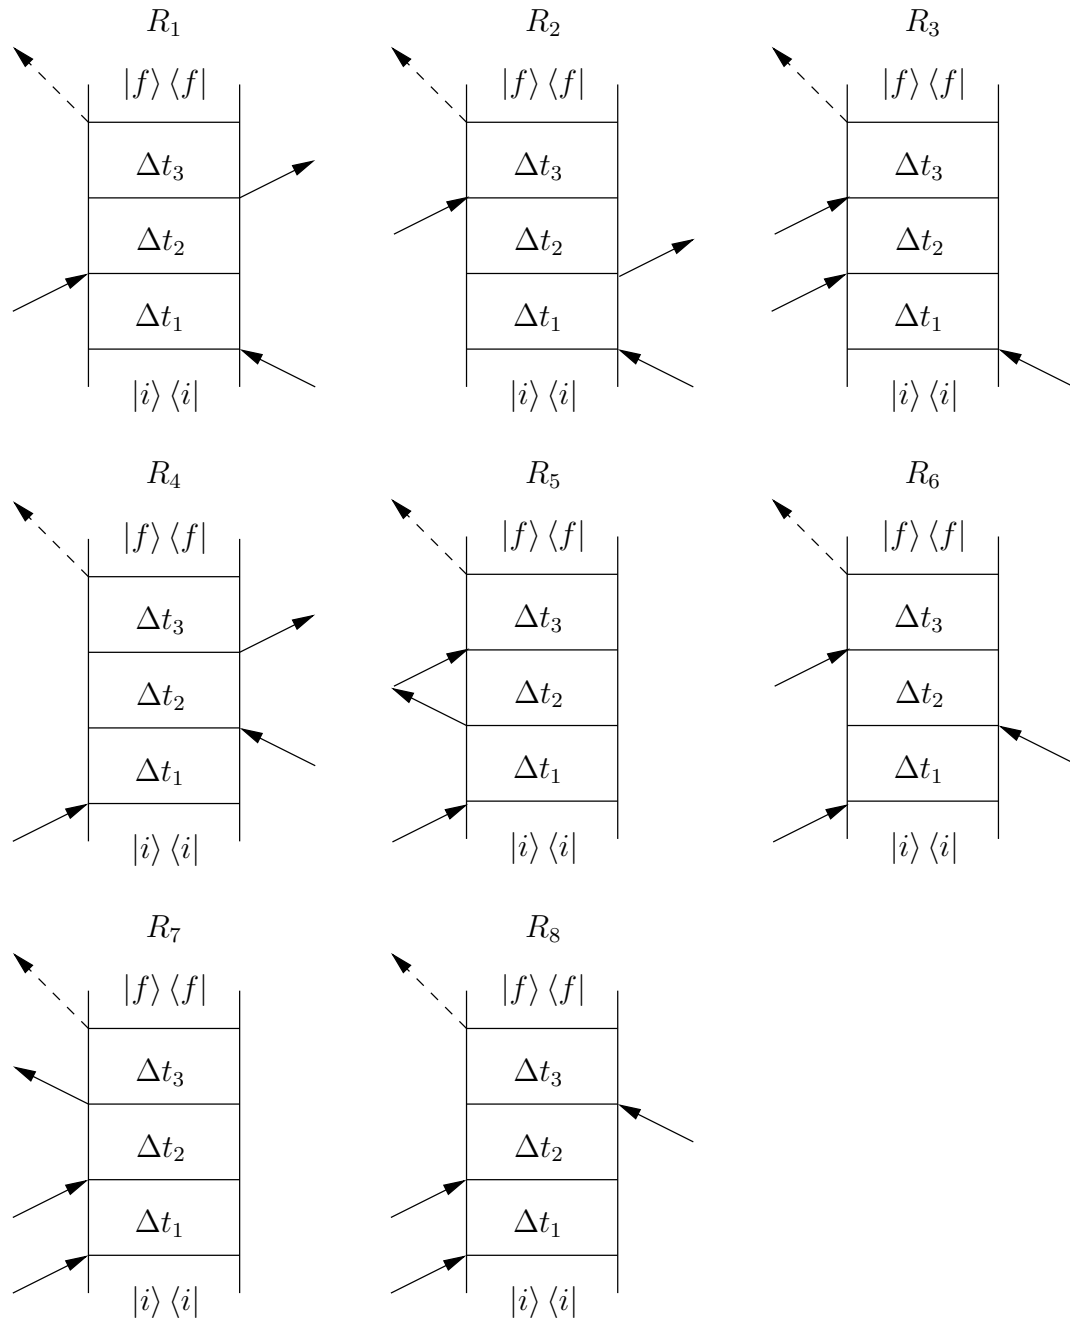 R₁ R₂ R₃
|f⟩ ⟨f| |f⟩ ⟨f| |f⟩ ⟨f|
Δt₃ Δt₃ Δt₃
Δt₂ Δt₂ Δt₂
Δt₁ Δt₁ Δt₁
|i⟩ ⟨i| |i⟩ ⟨i| |i⟩ ⟨i|
R₄ R₅ R₆
|f⟩ ⟨f| |f⟩ ⟨f| |f⟩ ⟨f|
Δt₃ Δt₃ Δt₃
Δt₂ Δt₂ Δt₂
Δt₁ Δt₁ Δt₁
|i⟩ ⟨i| |i⟩ ⟨i| |i⟩ ⟨i|
R₇ R₈
|f⟩ ⟨f| |f⟩ ⟨f|
Δt₃ Δt₃
Δt₂ Δt₂
Δt₁ Δt₁
|i⟩ ⟨i| |i⟩ ⟨i|